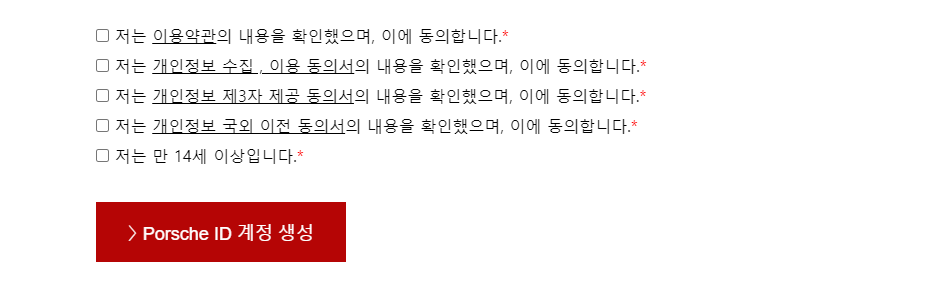 저는 이용약관의 내용을 확인했으며, 이에 동의합니다.*
저는 개인정보 수집 , 이용 동의서의 내용을 확인했으며, 이에 동의합니다.*
저는 개인정보 제3자 제공 동의서의 내용을 확인했으며, 이에 동의합니다.*
저는 개인정보 국외 이전 동의서의 내용을 확인했으며, 이에 동의합니다.*
저는 만 14세 이상입니다.*
> Porsche ID 계정 생성